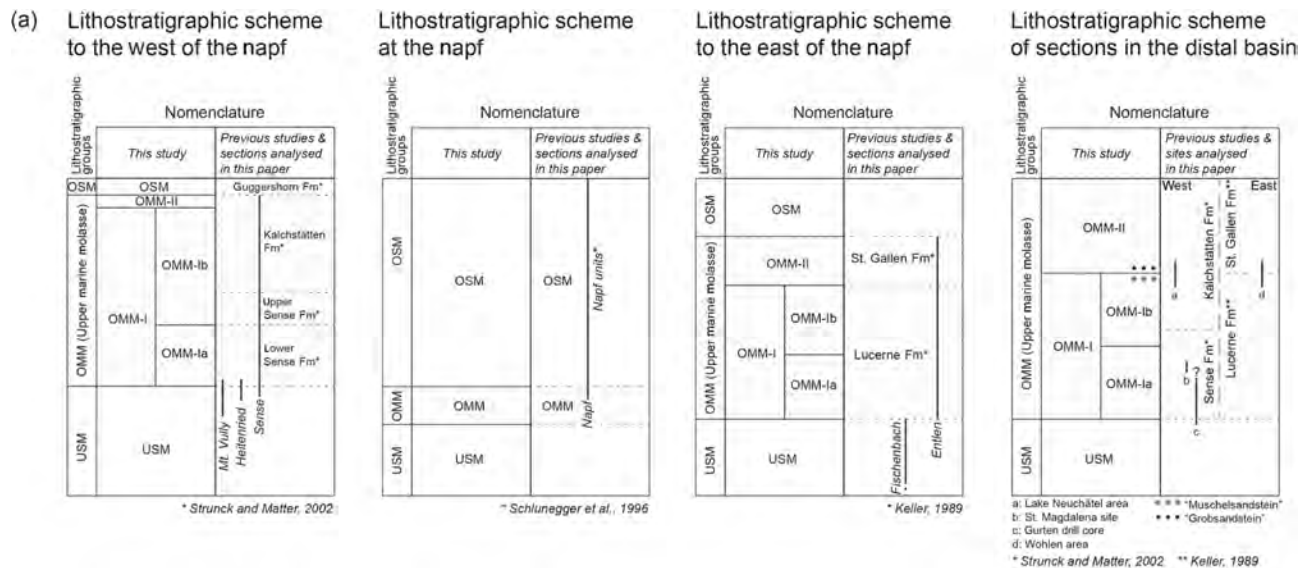 (a)
Lithostratigraphic scheme
to the west of the napf
Nomenclature
Lithostratigraphic
groups
This study
Previous studies &
sections analysed
in this paper
OSM
OSM
Guggershorn Fm*
OMM-II
OMM (Upper marine molasse)
OMM-I
OMM-Ib
OMM-Ia
Kalchstätten
Fm*
Upper
Sense Fm*
Lower
Sense Fm*
USM
USM
Mt. Vully
Heitenried
Sense
* Strunck and Matter, 2002
Lithostratigraphic scheme
at the napf
Nomenclature
Lithostratigraphic
groups
This study
Previous studies &
sections analysed
in this paper
OSM
OSM
OSM
Napf units*
OMM
OMM
OMM
Napf
USM
USM
Schlunegger et al., 1996
Lithostratigraphic scheme
to the east of the napf
Nomenclature
Lithostratigraphic
groups
This study
Previous studies &
sections analysed
in this paper
OSM
OSM
OMM (Upper marine molasse)
OMM-II
St. Gallen Fm*
OMM-I
OMM-Ib
OMM-Ia
Lucerne Fm*
USM
USM
Fischenbach
Entlen
* Keller, 1989
Lithostratigraphic scheme
of sections in the distal basin
Nomenclature
Lithostratigraphic
groups
This study
Previous studies &
sites analysed
in this paper
West
East
OMM (Upper marine molasse)
OMM-II
OMM-I
OMM-Ib
OMM-Ia
Kalchstätten Fm*
St. Gallen Fm**
Sense Fm*
Lucerne Fm**
a
d
b
?
c
USM
USM
a: Lake Neuchâtel area
b: St. Magdalena site
c: Gurten drill core
d: Wohlen area
"Muschelsandstein"
"Grobsandstein"
* Strunck and Matter, 2002 ** Keller, 1989